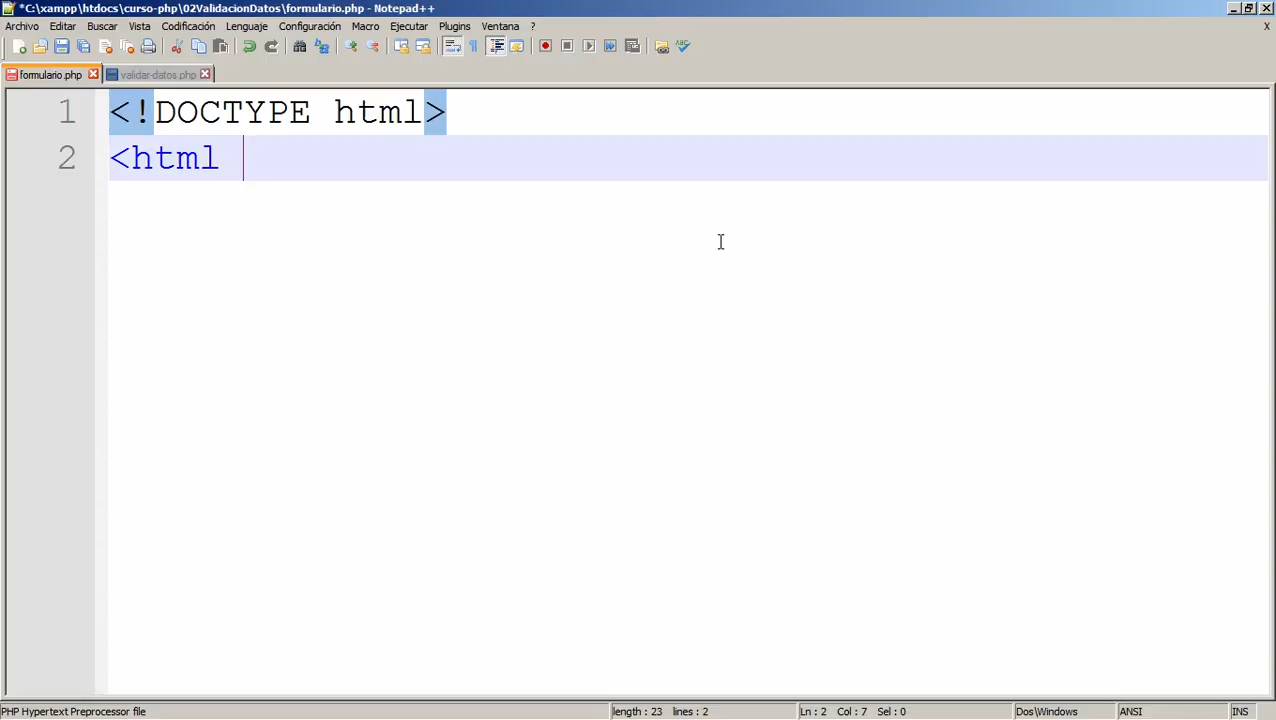 *C:\xampp\htdocs\curso-php\02ValidacionDatos\formulario.php - Notepad++
Archivo Editar Buscar Vista Codificación Lenguaje Configuración Macro Ejecutar Plugins Ventana ? X
formulario.php validar-datos.php
1 <!DOCTYPE html>
2 <html
PHP Hypertext Preprocessor file length : 23 lines : 2 Ln : 2 Col : 7 Sel : 0 Dos\Windows ANSI INS